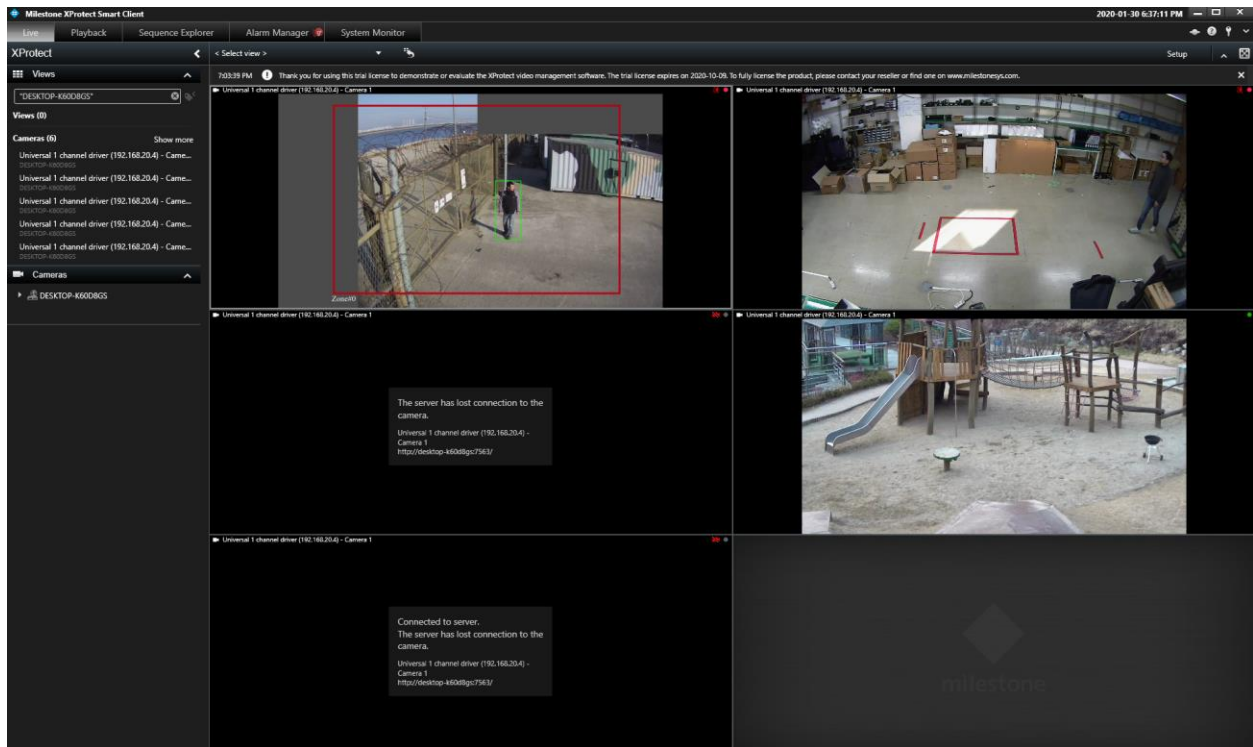 Milestone XProtect Smart Client
2020-01-30 6:37:11 PM
Live Playback Sequence Explorer Alarm Manager System Monitor
XProtect
< Select view >
Setup
Views
7:03:39 PM Thank you for using this trial license to demonstrate or evaluate the XProtect video management software. The trial license expires on 2020-10-09. To fully license the product, please contact your reseller or find one on www.milestonesys.com.
"DESKTOP-K60D8GS"
Views (0)
Cameras (6) Show more
Universal 1 channel driver (192.168.20.4) - Came...
DESKTOP-K60D8GS
Universal 1 channel driver (192.168.20.4) - Came...
DESKTOP-K60D8GS
Universal 1 channel driver (192.168.20.4) - Came...
DESKTOP-K60D8GS
Universal 1 channel driver (192.168.20.4) - Came...
DESKTOP-K60D8GS
Universal 1 channel driver (192.168.20.4) - Came...
DESKTOP-K60D8GS
Cameras
DESKTOP-K60D8GS
Universal 1 channel driver (192.168.20.4) - Camera 1
Zone#0
Universal 1 channel driver (192.168.20.4) - Camera 1
Universal 1 channel driver (192.168.20.4) - Camera 1
The server has lost connection to the
camera.
Universal 1 channel driver (192.168.20.4) -
Camera 1
http://desktop-k60d8gs:7563/
Universal 1 channel driver (192.168.20.4) - Camera 1
Universal 1 channel driver (192.168.20.4) - Camera 1
Connected to server.
The server has lost connection to the
camera.
Universal 1 channel driver (192.168.20.4) -
Camera 1
http://desktop-k60d8gs:7563/
milestone